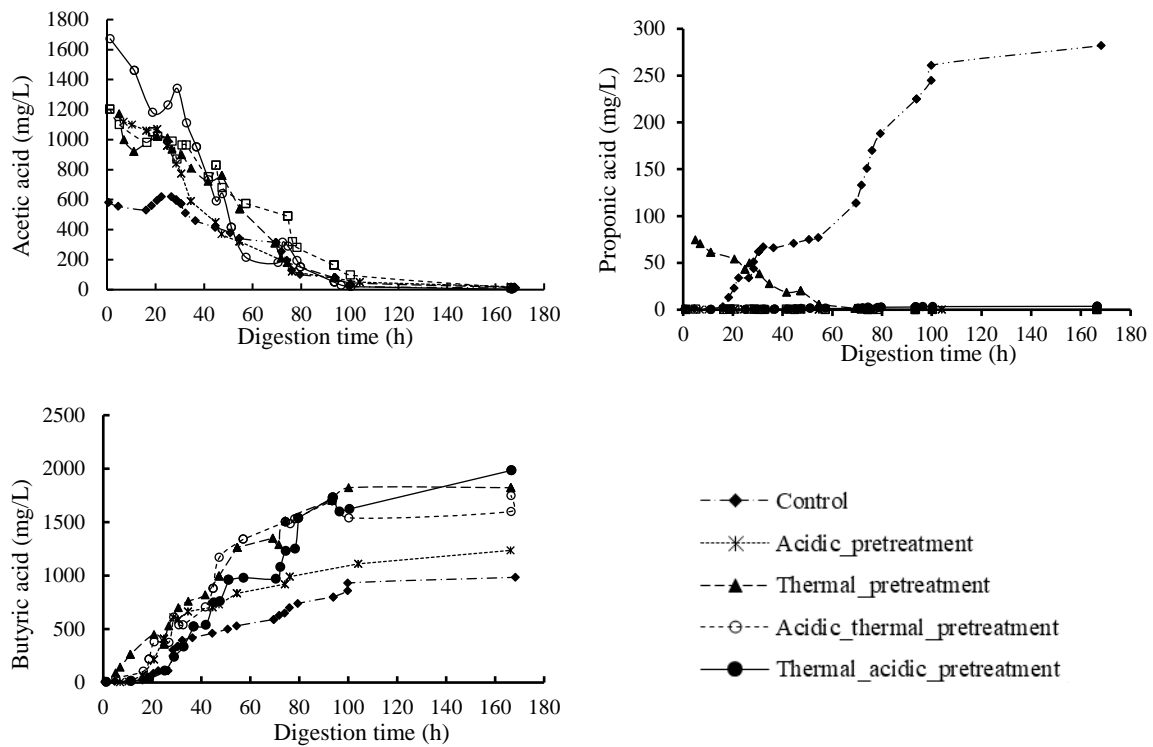 1800
1600
1400
1200
1000
800
600
400
200
0
Acetic acid (mg/L)
0 20 40 60 80 100 120 140 160 180
Digestion time (h)
300
250
200
150
100
50
0
Proponic acid (mg/L)
0 20 40 60 80 100 120 140 160 180
Digestion time (h)
2500
2000
1500
1000
500
0
Butyric acid (mg/L)
0 20 40 60 80 100 120 140 160 180
Digestion time (h)
Control
Acidic_pretreatment
Thermal_pretreatment
Acidic_thermal_pretreatment
Thermal_acidic_pretreatment